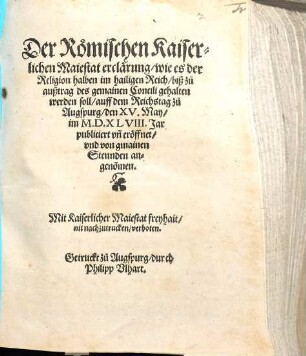 Der Römischen Kaiser-
lichen Maiestat erclärung/wie es der
Religion halben im hailigen Reich/biß zů
außtrag des gemainen Concili gehalten
werden soll/auff dem Reichstag zů
Augspurg/den XV. May/
im M.D.XLVIII. Jar
publiciert vñ eröffnet/
vnd von gmainen
Stenden an-
genõmen.
Mit Kaiserlicher Maiestat freyhait/
nit nachzutrucken/verboten.
Getruckt zů Augspurg/durch
Philipp Vlhart.